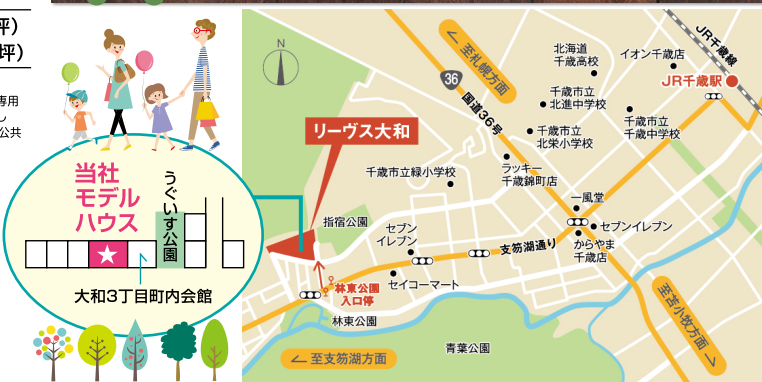 坪)
坪)
専用
し
公共
当社
モデル
ハウス
うぐいす公園
大和3丁目町内会館
N
リーヴス大和
至札幌方面
36
国道36号
北海道
千歳高校
イオン千歳店
JR千歳線
JR千歳駅
千歳市立
北進中学校
千歳市立
千歳中学校
千歳市立
北栄小学校
ラッキー
千歳錦町店
千歳市立緑小学校
指宿公園
一風堂
セブン
イレブン
セブンイレブン
支笏湖通り
からやま
千歳店
セイコーマート
林東公園
入口停
林東公園
青葉公園
至支笏湖方面
至苫小牧方面